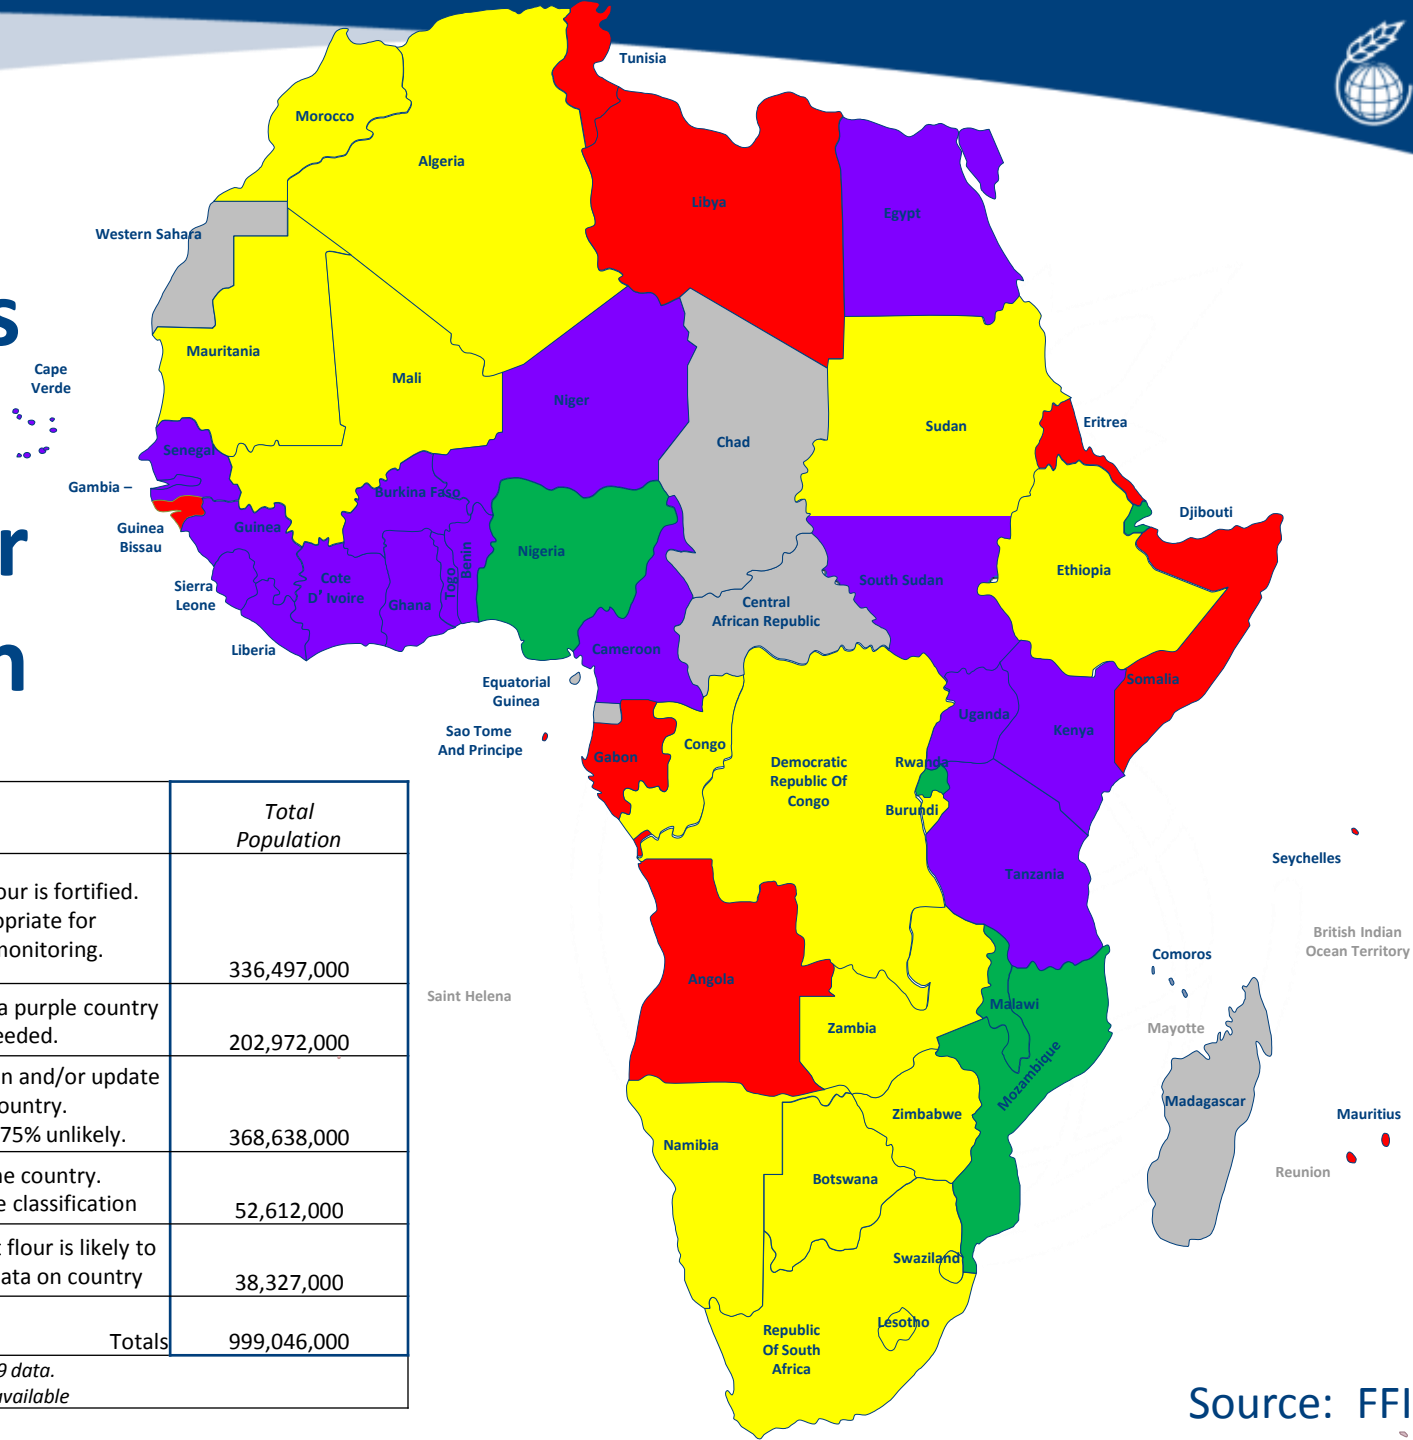 s
r
n
Tunisia
Morocco
Algeria
Libya
Egypt
Western Sahara
Mauritania
Mali
Niger
Chad
Sudan
Eritrea
Cape
Verde
Senegal
Gambia –
Burkina Faso
Guinea
Bissau
Guinea
Nigeria
Djibouti
Ethiopia
Sierra
Leone
Cote
D' Ivoire
Ghana
Togo
Benin
South Sudan
Central
African Republic
Liberia
Cameroon
Somalia
Equatorial
Guinea
Uganda
Kenya
Sao Tome
And Principe
Gabon
Congo
Democratic
Republic Of
Congo
Rwanda
Burundi
Tanzania
Seychelles
British Indian
Ocean Territory
Comoros
Saint Helena
Angola
Malawi
Zambia
Mayotte
Mozambique
Madagascar
Zimbabwe
Mauritius
Namibia
Botswana
Reunion
Swaziland
Lesotho
Republic
Of South
Africa
Total
Population
our is fortified.
opriate for
monitoring.
336,497,000
a purple country
eeded.
202,972,000
n and/or update
ountry.
75% unlikely.
368,638,000
ne country.
e classification
52,612,000
t flour is likely to
ata on country
38,327,000
Totals
999,046,000
9 data.
vailable
Source: FFI